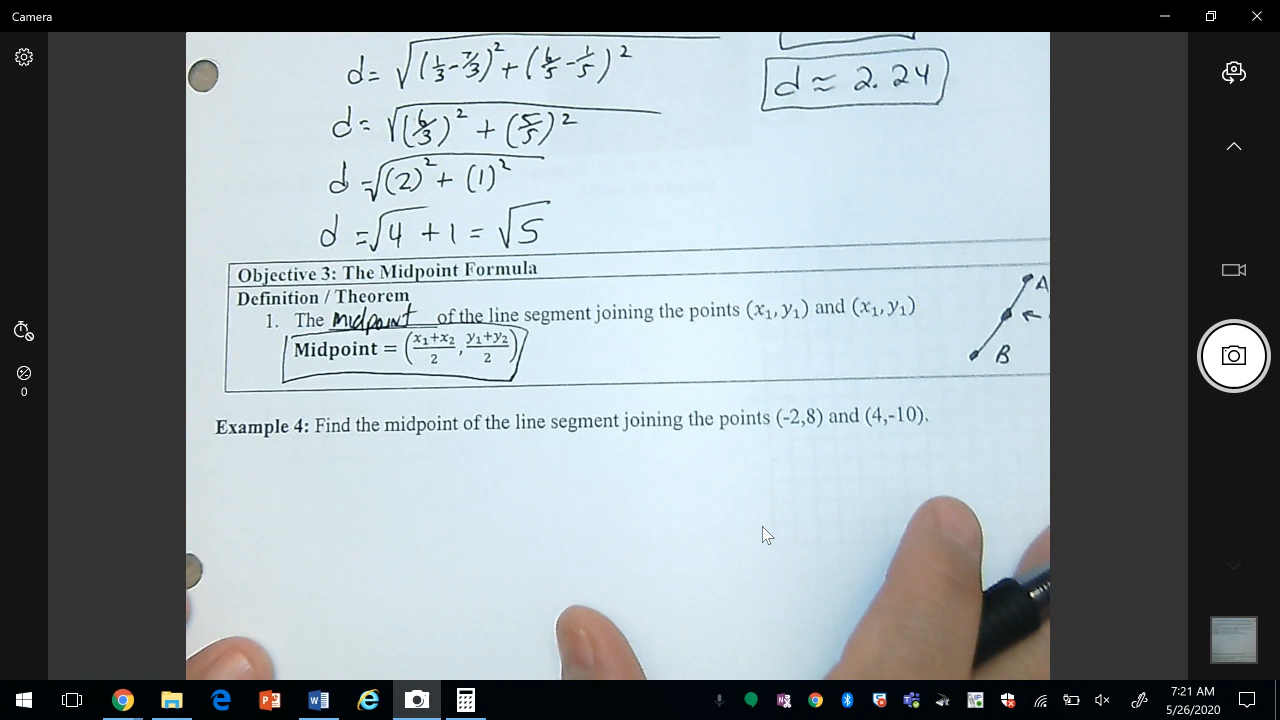 Camera
d = √(1/3 - 7/3)² + (6/5 - 1/5)²
d ≈ 2.24
d = √(6/3)² + (5/5)²
d = √(2)² + (1)²
d = √4 + 1 = √5
Objective 3: The Midpoint Formula
Definition / Theorem
A
1. The midpoint of the line segment joining the points (x₁, y₁) and (x₁, y₁)
Midpoint = (x₁+x₂/2, y₁+y₂/2)
B
0
Example 4: Find the midpoint of the line segment joining the points (-2,8) and (4,-10).
7:21 AM
5/26/2020